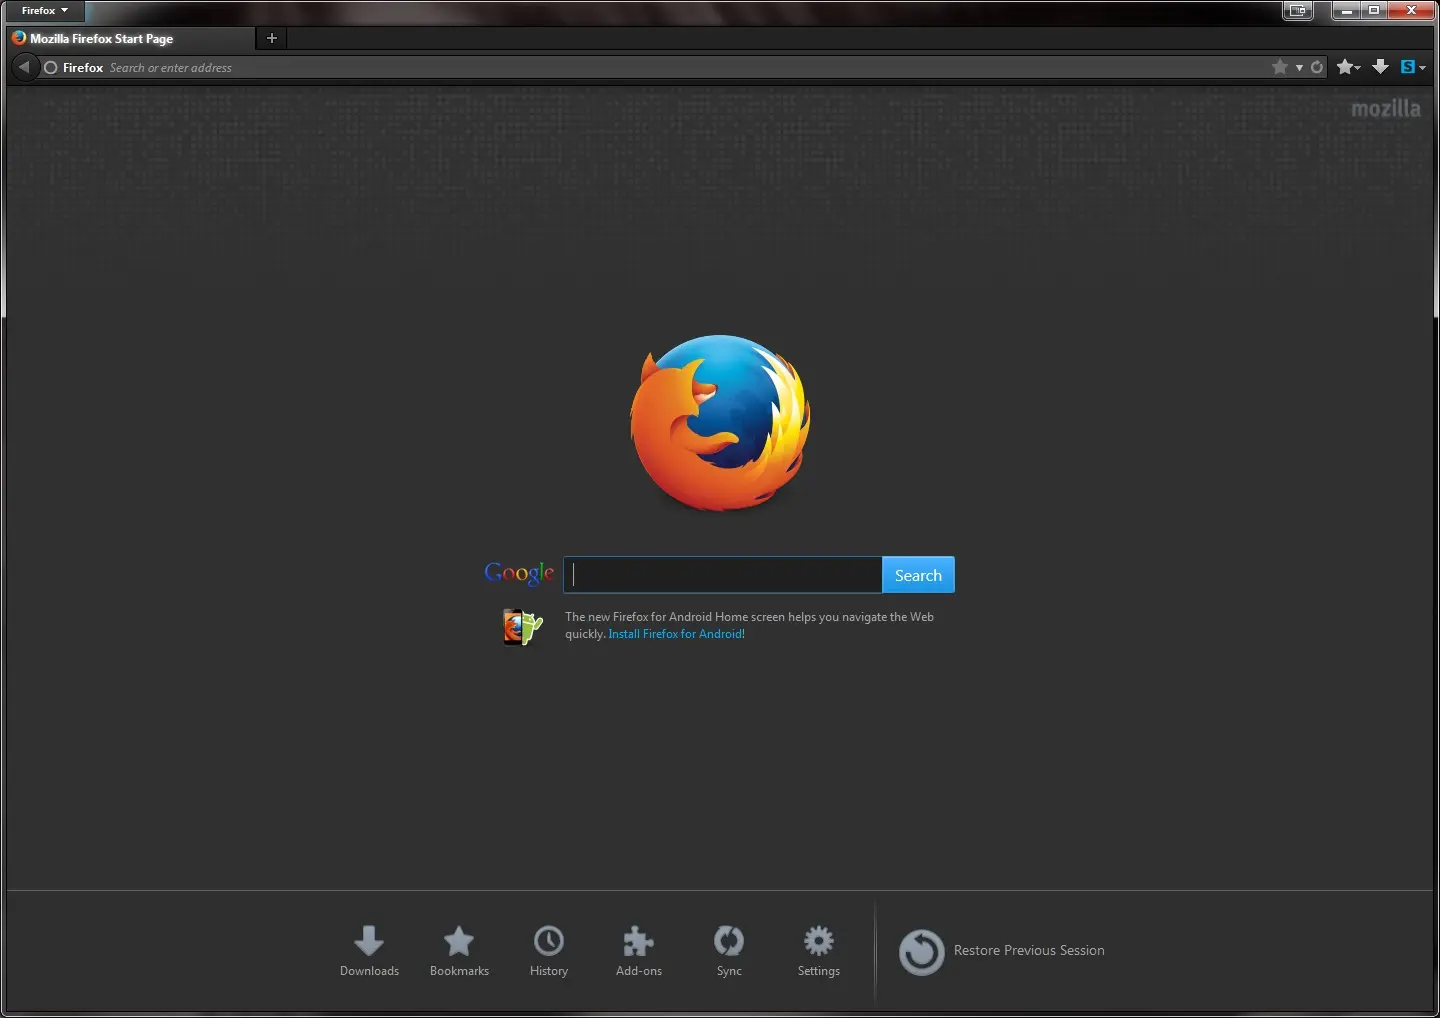 Firefox
Mozilla Firefox Start Page
Firefox Search or enter address
S
mozilla
Google
Search
The new Firefox for Android Home screen helps you navigate the Web
quickly. Install Firefox for Android!
Downloads
Bookmarks
History
Add-ons
Sync
Settings
Restore Previous Session